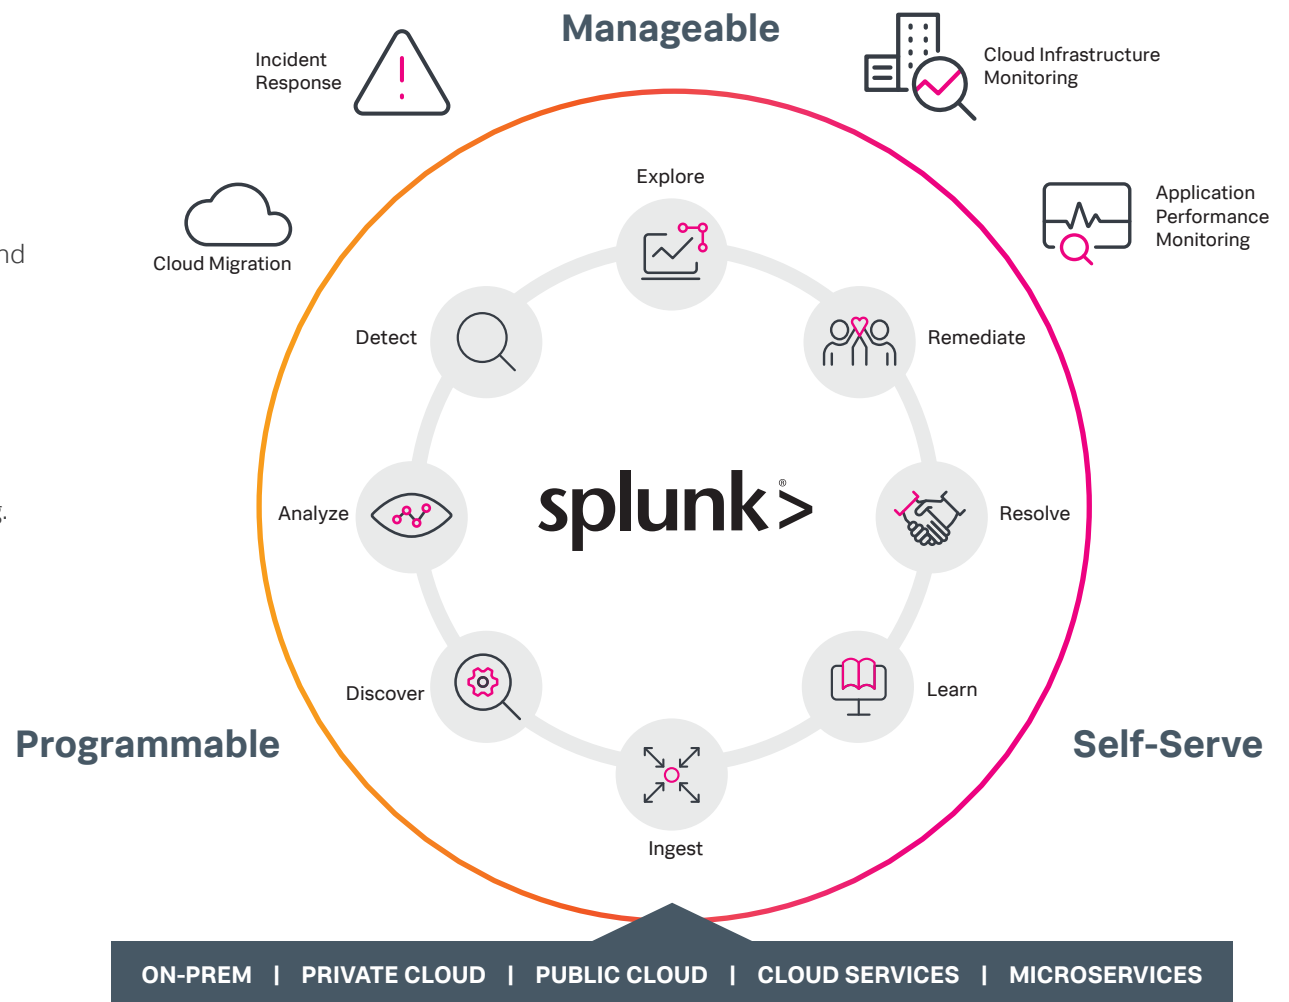 Manageable
Incident
Response
Cloud Infrastructure
Monitoring
Explore
Application
Performance
Monitoring
nd
Cloud Migration
Detect
Remediate
splunk>®
Analyze
Resolve
.
Discover
Learn
Programmable
Self-Serve
Ingest
ON-PREM | PRIVATE CLOUD | PUBLIC CLOUD | CLOUD SERVICES | MICROSERVICES